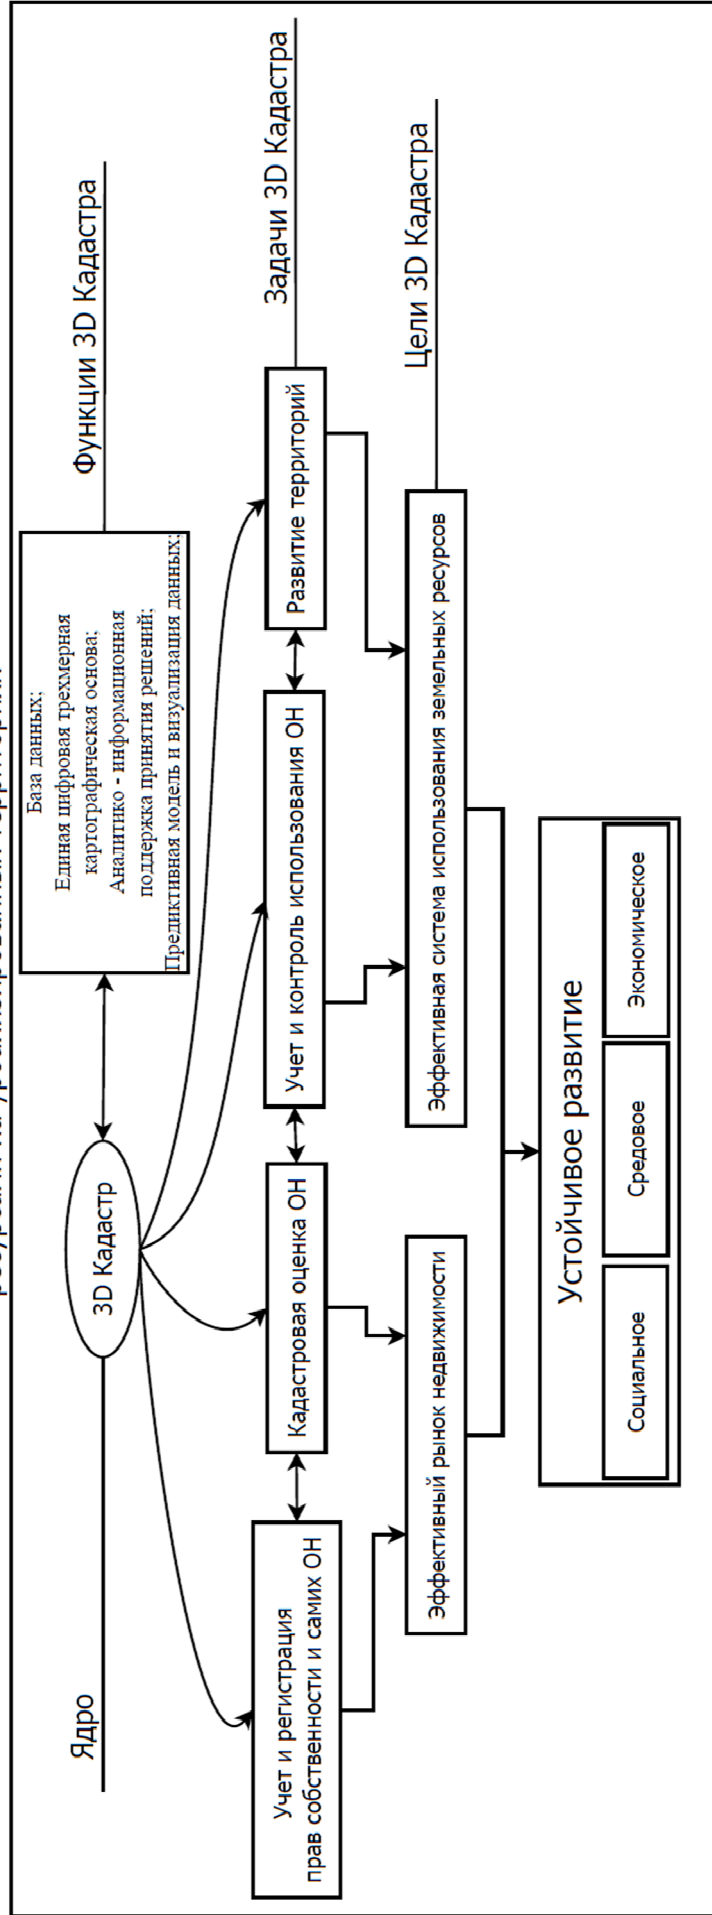 Ядро
3D Кадастр
База данных;
Единая цифровая трехмерная
картографическая основа;
Аналитико - информационная
поддержка принятия решений;
Предиктивная модель и визуализация данных;
Функции 3D Кадастра
Учет и регистрация
прав собственности и самих ОН
Кадастровая оценка ОН
Учет и контроль использования ОН
Развитие территорий
Задачи 3D Кадастра
Эффективный рынок недвижимости
Эффективная система использования земельных ресурсов
Цели 3D Кадастра
Устойчивое развитие
Социальное
Средовое
Экономическое